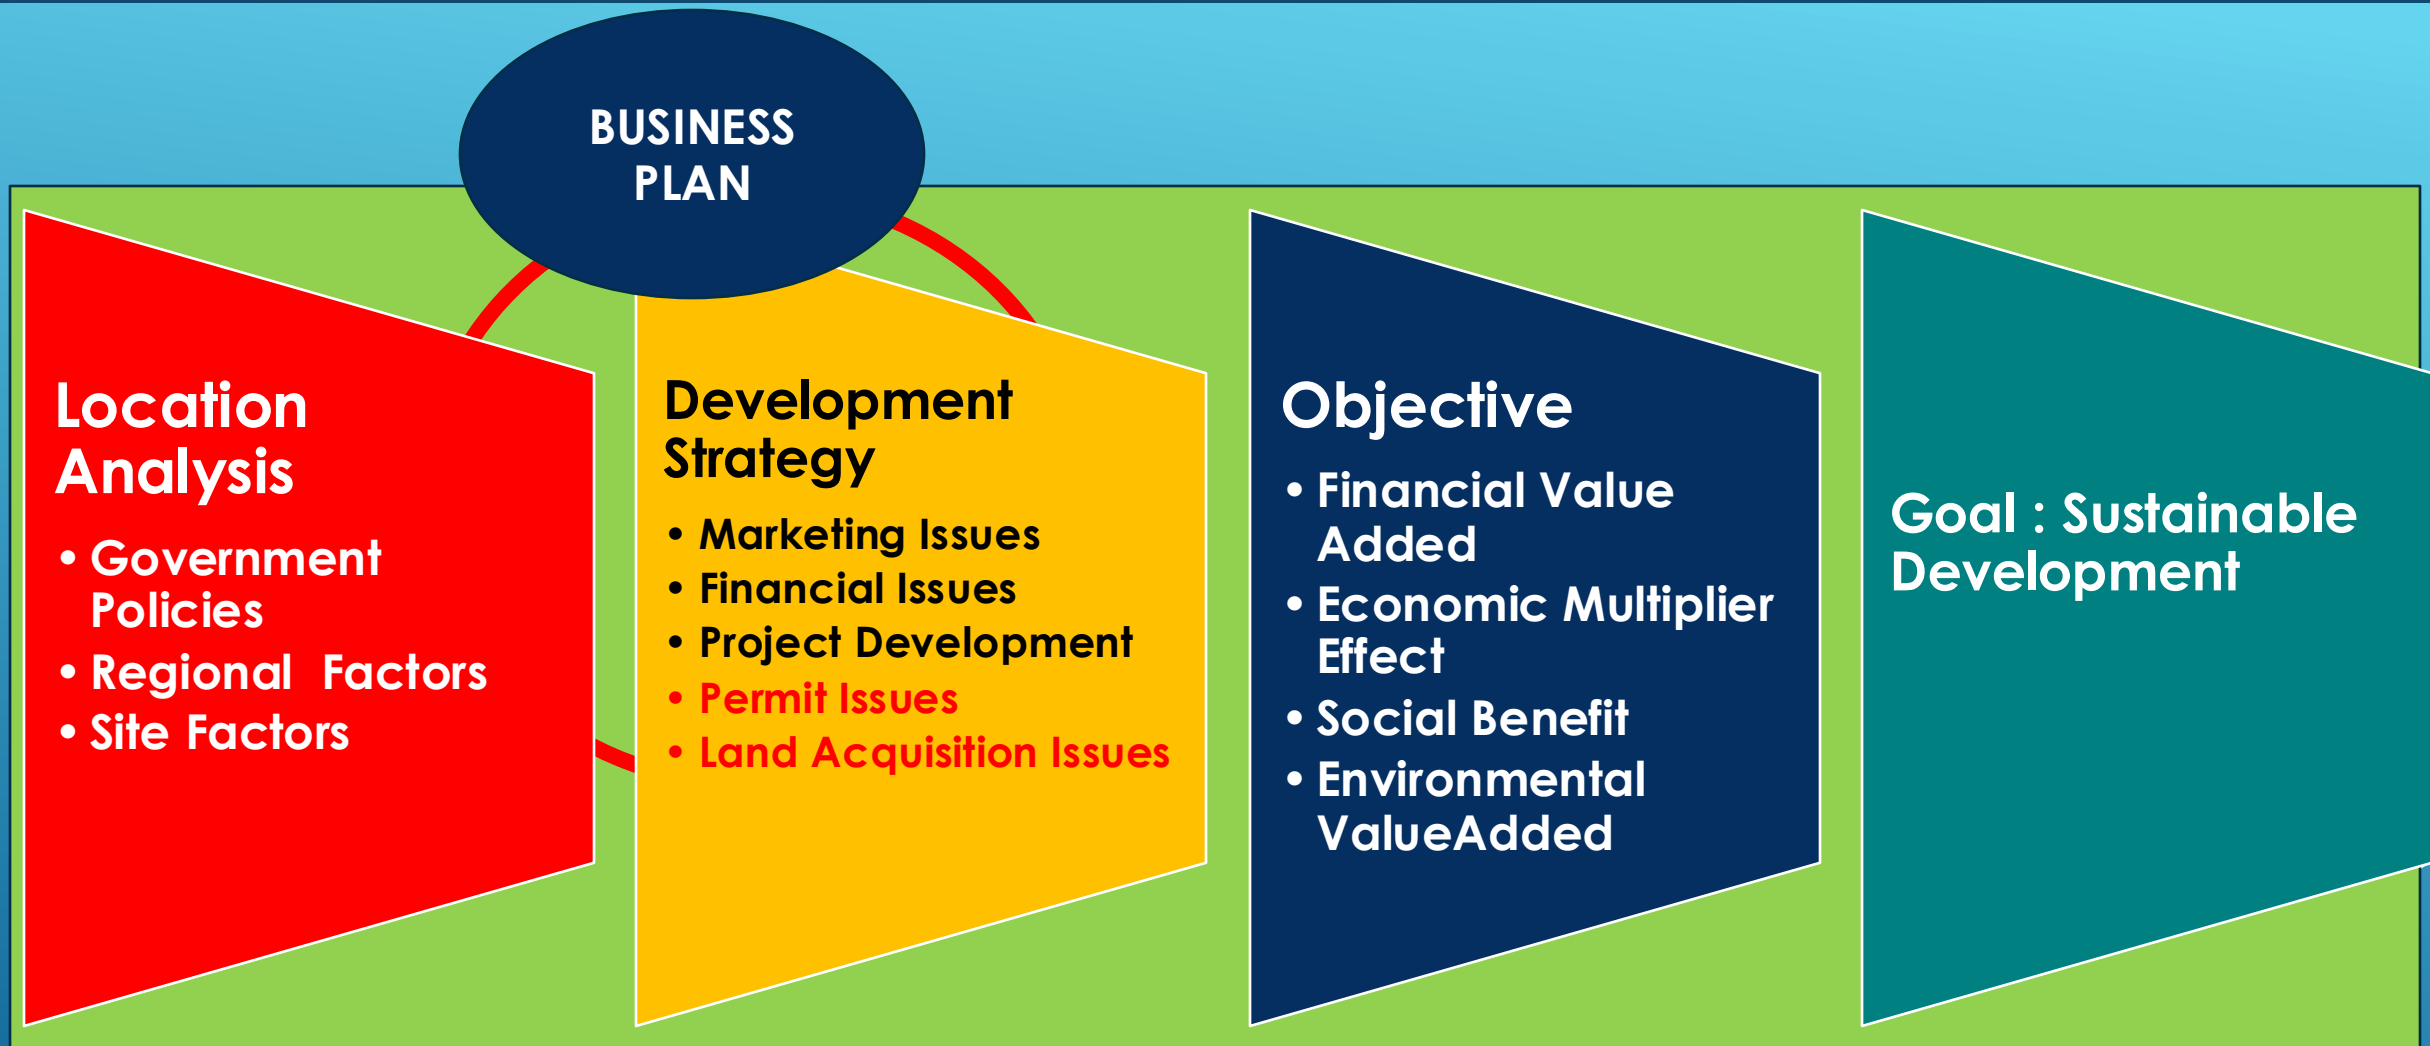 BUSINESS
PLAN
Location
Analysis
• Government
Policies
• Regional  Factors
• Site Factors
Development
Strategy
• Marketing Issues
• Financial Issues
• Project Development
• Permit Issues
• Land Acquisition Issues
Objective
• Financial Value
Added
• Economic Multiplier
Effect
• Social Benefit
• Environmental
ValueAdded
Goal : Sustainable
Development